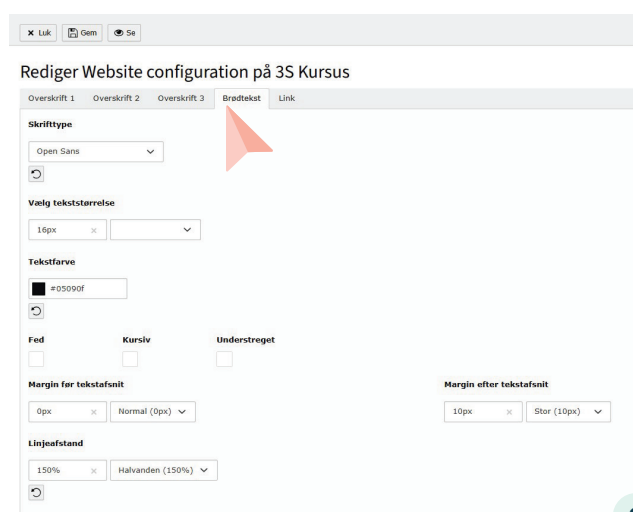 Luk Gem Se
Rediger Website configuration på 3S Kursus
Overskrift 1 Overskrift 2 Overskrift 3 Brødtekst Link
Skrifttype
Open Sans
Vælg tekststørrelse
16px
Tekstfarve
#05090f
Fed Kursiv Understreget
Margin før tekstafsnit Margin efter tekstafsnit
0px Normal (0px) 10px Stor (10px)
Linjeafstand
150% Halvanden (150%)